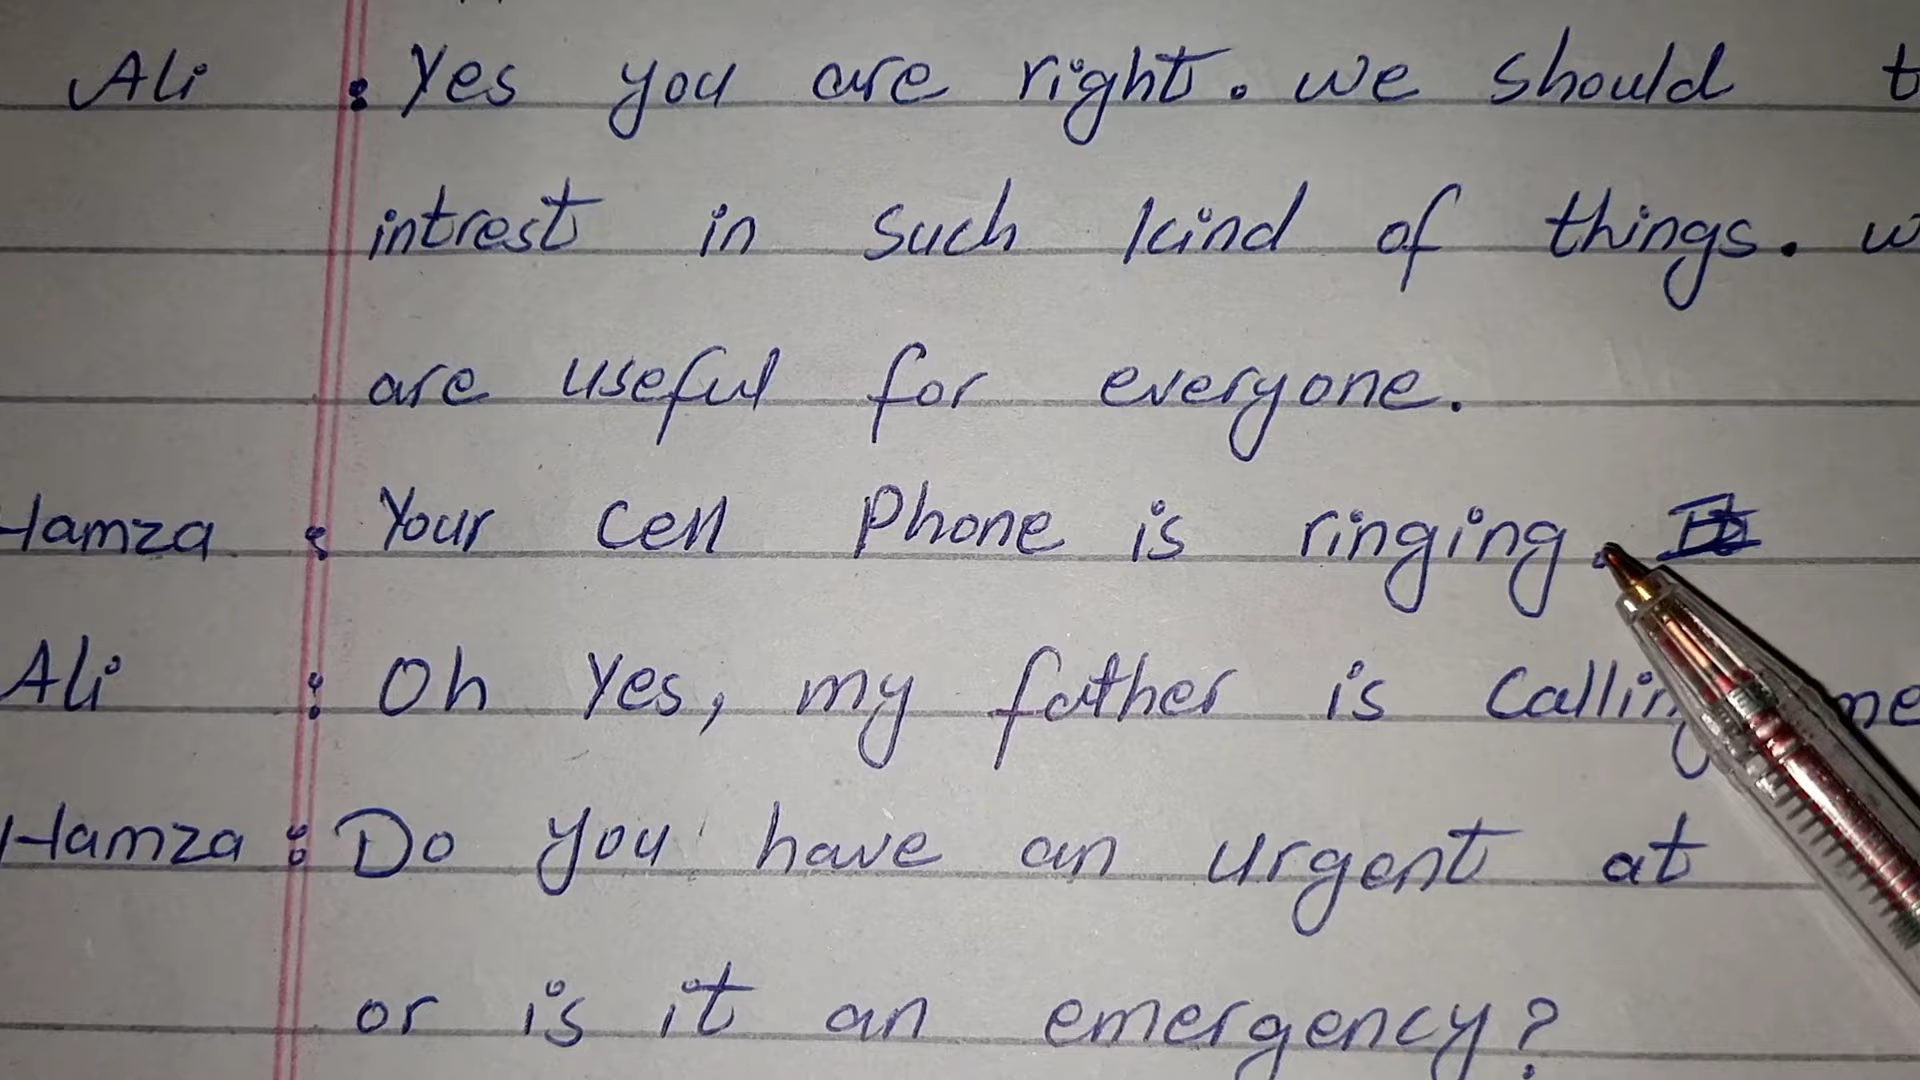 Ali : Yes you are right. we should
intrest in such kind of things.
are useful for everyone.
Hamza : Your Cell Phone is ringing.
Ali : Oh Yes, my father is Calling me
Hamza : Do you have an urgent at
or is it an emergency?